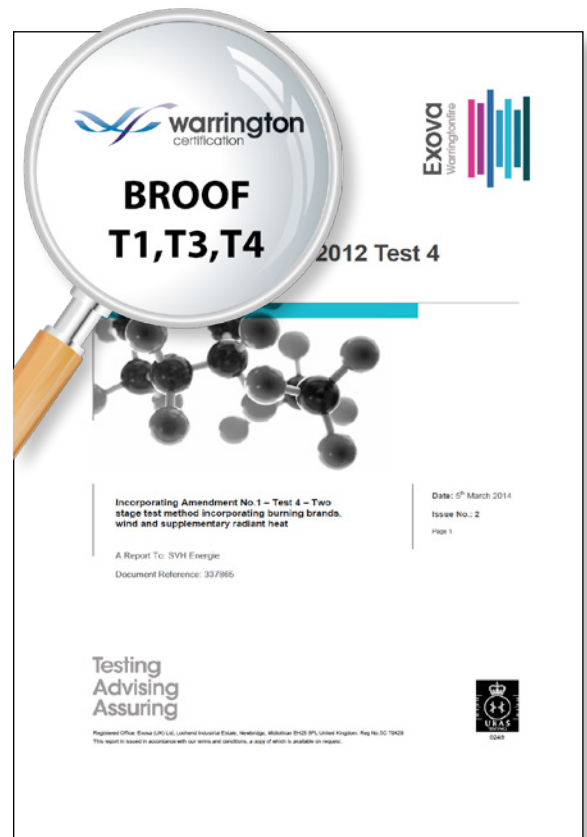 warrington
certification
BROOF
T1,T3,T4
Exova
Warringtonfire
2012 Test 4
Incorporating Amendment No.1 – Test 4 – Two
stage test method incorporating burning brands,
wind and supplementary radiant heat
Date: 5th March 2014
Issue No.: 2
Page 1
A Report To: SVH Energie
Document Reference: 337865
Testing
Advising
Assuring
Registered Office: Exova (UK) Ltd, Lochend Industrial Estate, Newbridge, Midlothian EH28 8PL United Kingdom. Reg No. SC 70429
This report is issued in accordance with our terms and conditions, a copy of which is available on request.
UKAS
TESTING
0249